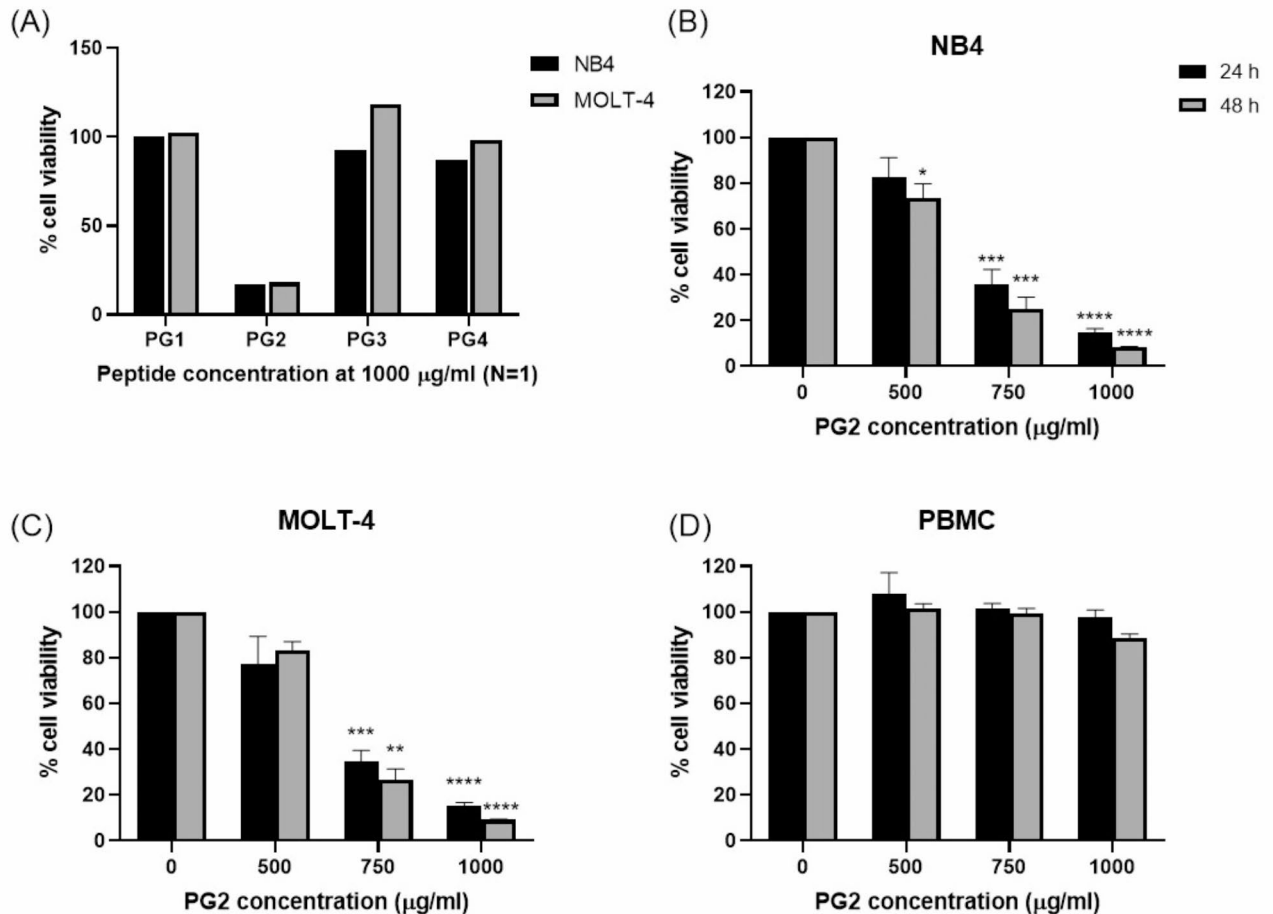 (A)
150
100
50
0
% cell viability
NB4
MOLT-4
PG1 PG2 PG3 PG4
Peptide concentration at 1000 μg/ml (N=1)
(B)
NB4
24 h
48 h
120
100
80
60
40
20
0
% cell viability
*
*** ***
**** ****
0 500 750 1000
PG2 concentration (μg/ml)
(C)
MOLT-4
120
100
80
60
40
20
0
% cell viability
*** **
**** ****
0 500 750 1000
PG2 concentration (μg/ml)
(D)
PBMC
120
100
80
60
40
20
0
% cell viability
0 500 750 1000
PG2 concentration (μg/ml)